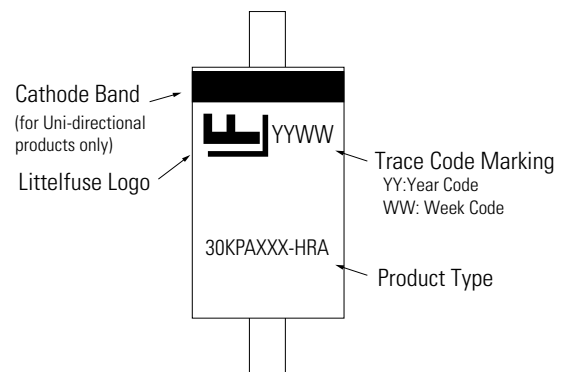 Cathode Band
(for Uni-directional
products only)
Littelfuse Logo
YYWW
Trace Code Marking
YY:Year Code
WW: Week Code
30KPAXXX-HRA
Product Type